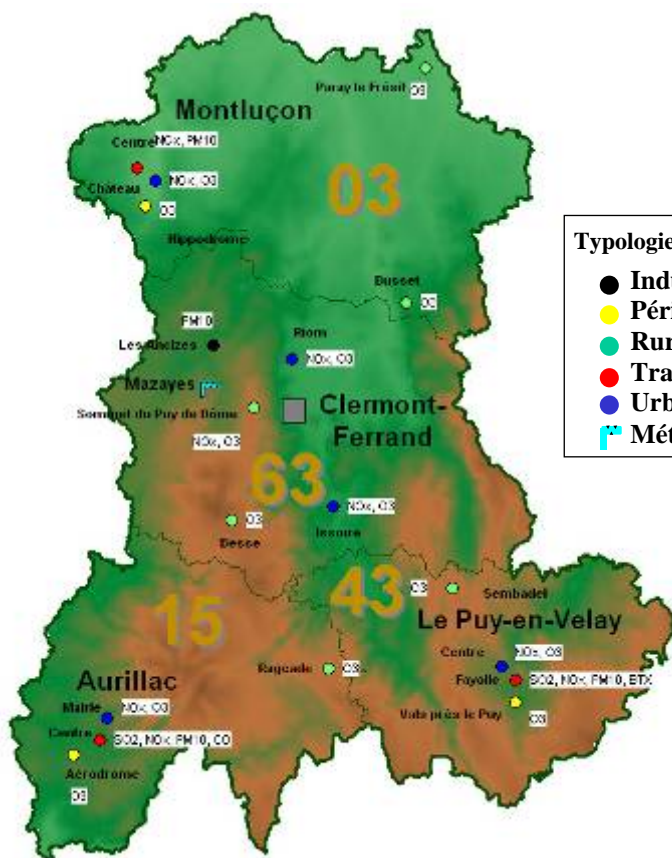 Paray le Frésil
O3
Montluçon
Centre
NOx, PM10
03
Château
NOx, O3
O3
Hippodrome
Busset
O3
PM10
Riom
Les Ancizes
NOx, O3
Mazayes
Sommet du Puy de Dôme
Clermont-
Ferrand
NOx, O3
63
NOx, O3
O3
Issoire
Besse
43
O3
Sembadel
15
Le Puy-en-Velay
Centre
NOx, O3
Rageade
O3
Fayolle
SO2, NOx, PM10, BTX
Aurillac
Vals près le Puy
Mairie
NOx, O3
O3
Centre
SO2, NOx, PM10, CO
Aérodrome
O3
Typologie
Indu
Péri
Rur
Tra
Urb
Mét